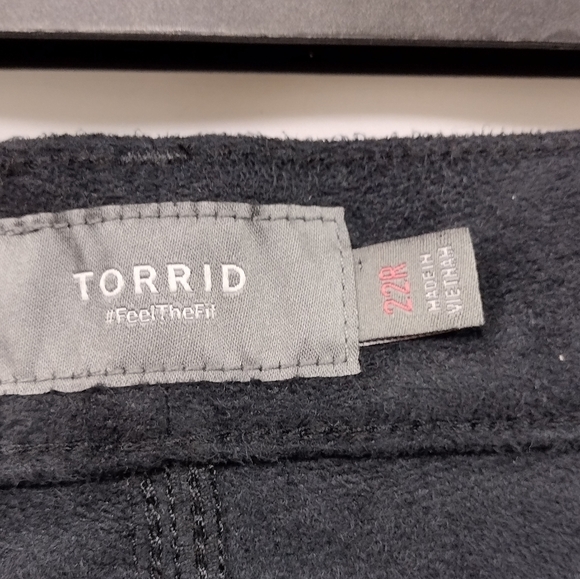 TORRID
#FeelTheFit
22R
MADE IN
VIETNAM